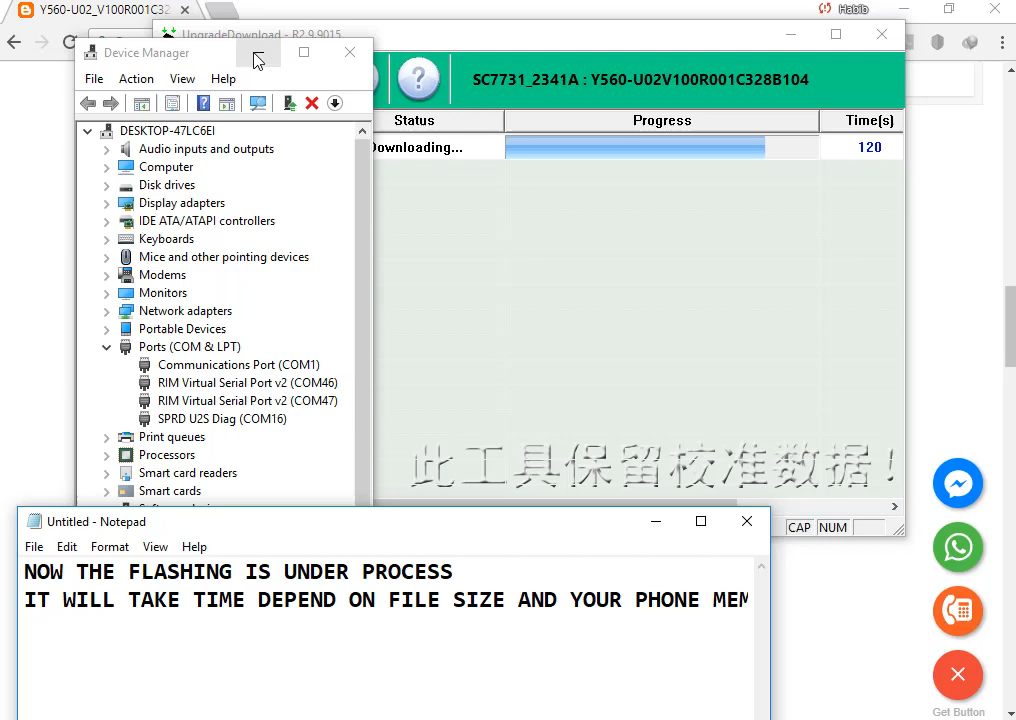 Y560-U02_V100R001C32
Habib
UpgradeDownload - R2.9.9015
Device Manager
File Action View Help
SC7731_2341A : Y560-U02V100R001C328B104
Status Progress Time(s)
Downloading... 120
DESKTOP-47LC6EI
Audio inputs and outputs
Computer
Disk drives
Display adapters
IDE ATA/ATAPI controllers
Keyboards
Mice and other pointing devices
Modems
Monitors
Network adapters
Portable Devices
Ports (COM & LPT)
Communications Port (COM1)
RIM Virtual Serial Port v2 (COM46)
RIM Virtual Serial Port v2 (COM47)
SPRD U2S Diag (COM16)
Print queues
Processors
Smart card readers
Smart cards
此工具保留校准数据!
CAP NUM
Untitled - Notepad
File Edit Format View Help
NOW THE FLASHING IS UNDER PROCESS
IT WILL TAKE TIME DEPEND ON FILE SIZE AND YOUR PHONE MEM
Get Button